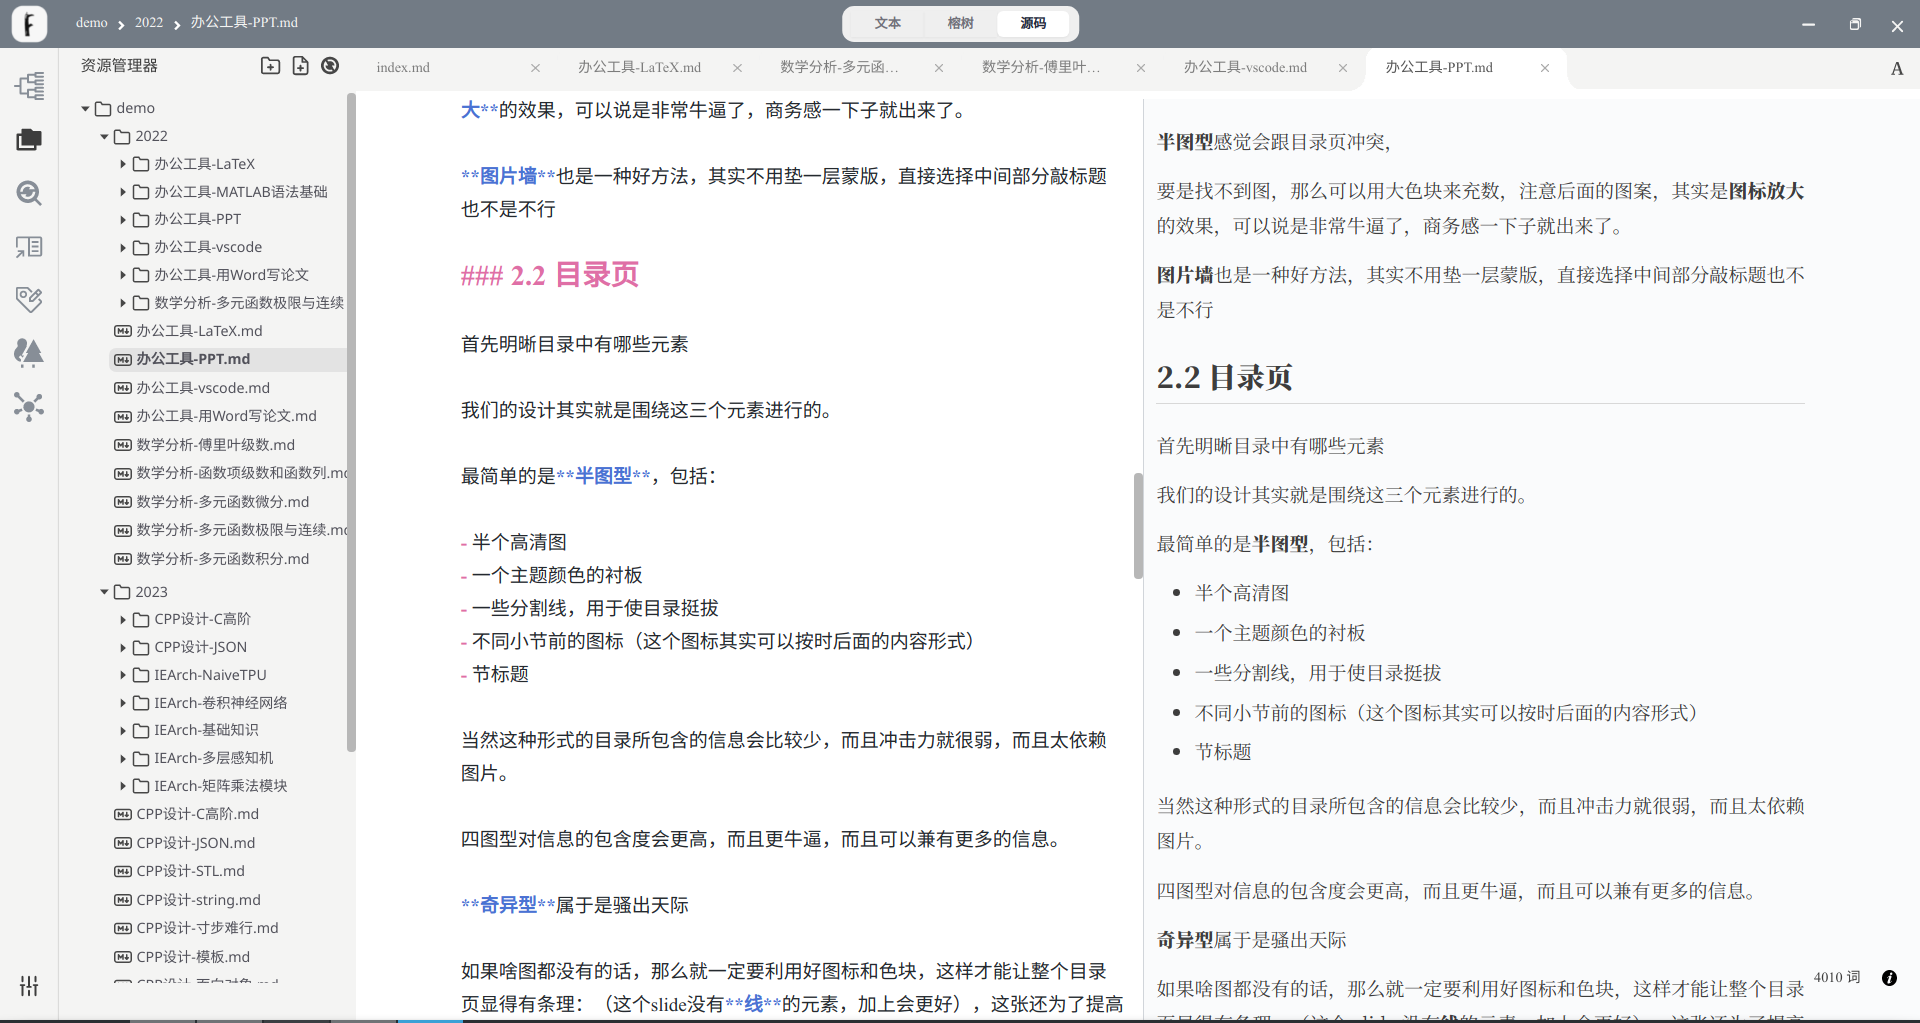 demo > 2022 > 办公工具-PPT.md
文本 榕树 源码
资源管理器
index.md
办公工具-LaTeX.md
数学分析-多元函...
数学分析-傅里叶...
办公工具-vscode.md
办公工具-PPT.md
A
demo
2022
办公工具-LaTeX
办公工具-MATLAB语法基础
办公工具-PPT
办公工具-vscode
办公工具-用Word写论文
数学分析-多元函数极限与连续
办公工具-LaTeX.md
办公工具-PPT.md
办公工具-vscode.md
办公工具-用Word写论文.md
数学分析-傅里叶级数.md
数学分析-函数项级数和函数列.md
数学分析-多元函数微分.md
数学分析-多元函数极限与连续.md
数学分析-多元函数积分.md
2023
CPP设计-C高阶
CPP设计-JSON
IEArch-NaiveTPU
IEArch-卷积神经网络
IEArch-基础知识
IEArch-多层感知机
IEArch-矩阵乘法模块
CPP设计-C高阶.md
CPP设计-JSON.md
CPP设计-STL.md
CPP设计-string.md
CPP设计-寸步难行.md
CPP设计-模板.md
CPP设计-面向对象.md
大**的效果，可以说是非常牛逼了，商务感一下子就出来了。
**图片墙**也是一种好方法，其实不用垫一层蒙版，直接选择中间部分敲标题
也不是不行
### 2.2 目录页
首先明晰目录中有哪些元素
我们的设计其实就是围绕这三个元素进行的。
最简单的是**半图型**，包括：
- 半个高清图
- 一个主题颜色的衬板
- 一些分割线，用于使目录挺拔
- 不同小节前的图标（这个图标其实可以按时后面的内容形式）
- 节标题
当然这种形式的目录所包含的信息会比较少，而且冲击力就很弱，而且太依赖
图片。
四图型对信息的包含度会更高，而且更牛逼，而且可以兼有更多的信息。
**奇异型**属于是骚出天际
如果啥图都没有的话，那么就一定要利用好图标和色块，这样才能让整个目录
页显得有条理：（这个slide没有**线**的元素，加上会更好），这张还为了提高
半图型感觉会跟目录页冲突，
要是找不到图，那么可以用大色块来充数，注意后面的图案，其实是图标放大
的效果，可以说是非常牛逼了，商务感一下子就出来了。
图片墙也是一种好方法，其实不用垫一层蒙版，直接选择中间部分敲标题也不
是不行
2.2 目录页
首先明晰目录中有哪些元素
我们的设计其实就是围绕这三个元素进行的。
最简单的是半图型，包括：
• 半个高清图
• 一个主题颜色的衬板
• 一些分割线，用于使目录挺拔
• 不同小节前的图标（这个图标其实可以按时后面的内容形式）
• 节标题
当然这种形式的目录所包含的信息会比较少，而且冲击力就很弱，而且太依赖
图片。
四图型对信息的包含度会更高，而且更牛逼，而且可以兼有更多的信息。
奇异型属于是骚出天际
如果啥图都没有的话，那么就一定要利用好图标和色块，这样才能让整个目录
页显得有条理：（这个 slide 没有线的元素，加上会更好），这张还为了提高
4010 词